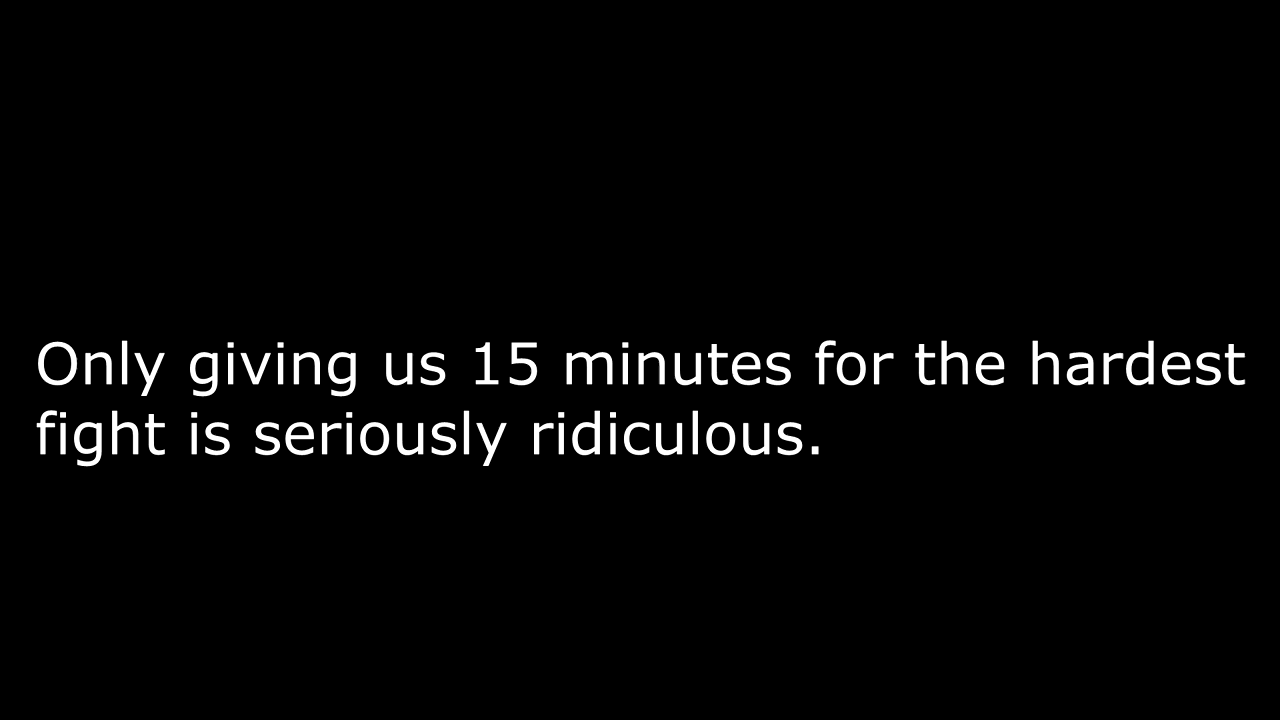 Only giving us 15 minutes for the hardest
fight is seriously ridiculous.